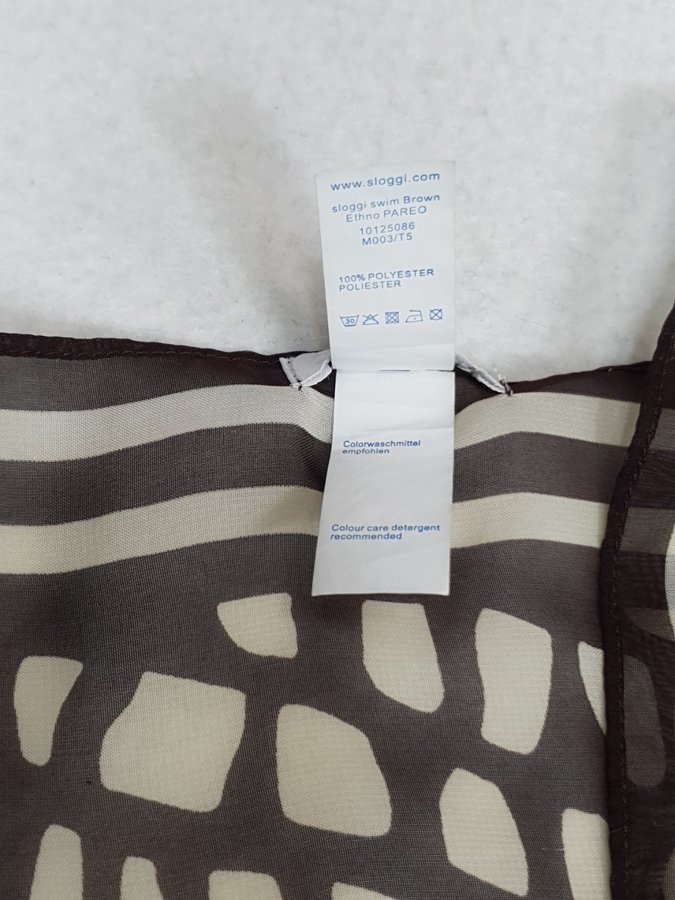 www.sloggi.com
sloggi swim Brown
Ethno PAREO
10125086
M003/T5
100% POLYESTER
POLIESTER
30
Colorwaschmittel
empfohlen
Colour care detergent
recommended